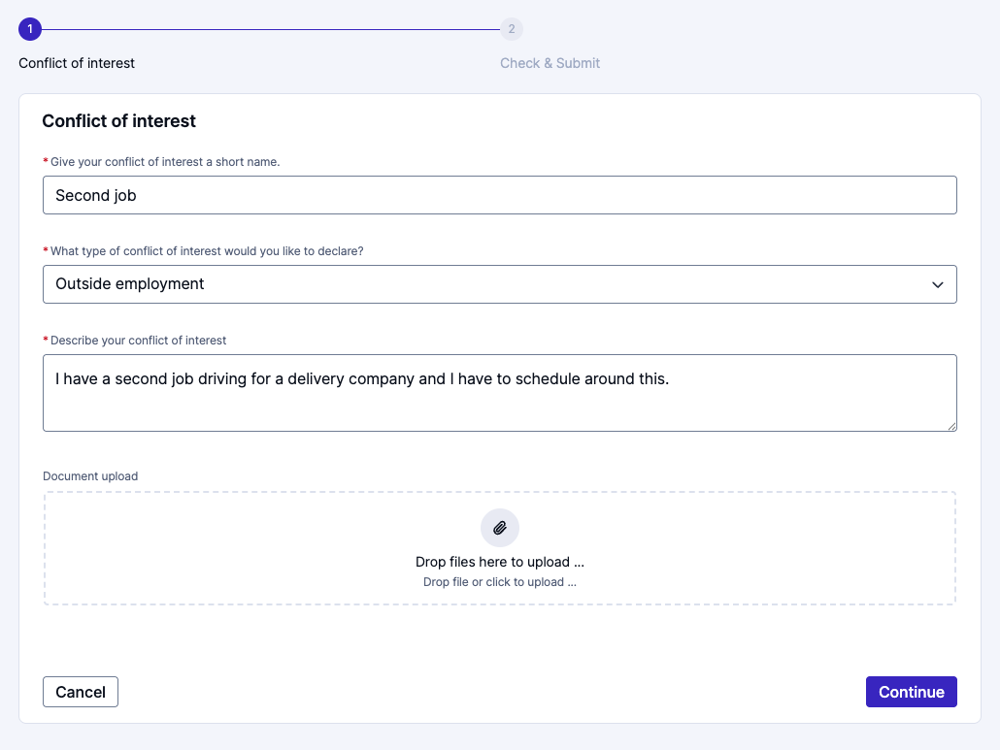 1
2
Conflict of interest
Check & Submit
Conflict of interest
* Give your conflict of interest a short name.
Second job
* What type of conflict of interest would you like to declare?
Outside employment
* Describe your conflict of interest
I have a second job driving for a delivery company and I have to schedule around this.
Document upload
Drop files here to upload ...
Drop file or click to upload ...
Cancel
Continue